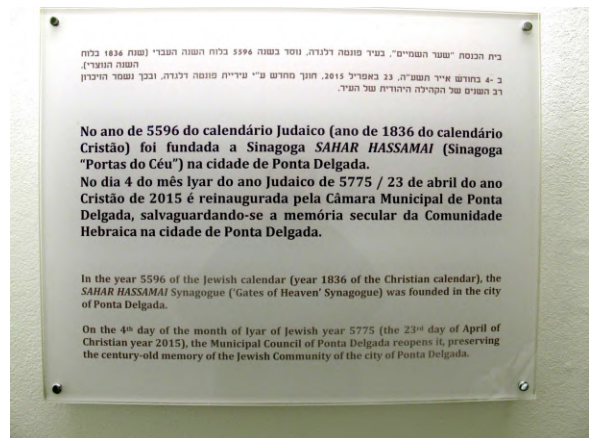 בית הכנסת "שער השמיים", בעיר פונטה דלגדה, נוסד בשנה 5596 בלוח השנה העברי (שנת 1836 בלוח
השנה הנוצרי).
ב -4 בחודש אייר תשע"ה, 23 באפריל 2015, חונך מחדש ע"י עיריית פונטה דלגדה, ובכך נשמר הזיכרון
רב השנים של הקהילה היהודית של העיר.
No ano de 5596 do calendário Judaico (ano de 1836 do calendário
Cristão) foi fundada a Sinagoga SAHAR HASSAMAI (Sinagoga
"Portas do Céu") na cidade de Ponta Delgada.
No dia 4 do mês Iyar do ano Judaico de 5775 / 23 de abril do ano
Cristão de 2015 é reinaugurada pela Câmara Municipal de Ponta
Delgada, salvaguardando-se a memória secular da Comunidade
Hebraica na cidade de Ponta Delgada.
In the year 5596 of the Jewish calendar (year 1836 of the Christian calendar), the
SAHAR HASSAMAI Synagogue ('Gates of Heaven' Synagogue) was founded in the city
of Ponta Delgada.
On the 4th day of the month of Iyar of Jewish year 5775 (the 23rd day of April of
Christian year 2015), the Municipal Council of Ponta Delgada reopens it, preserving
the century-old memory of the Jewish Community of the city of Ponta Delgada.